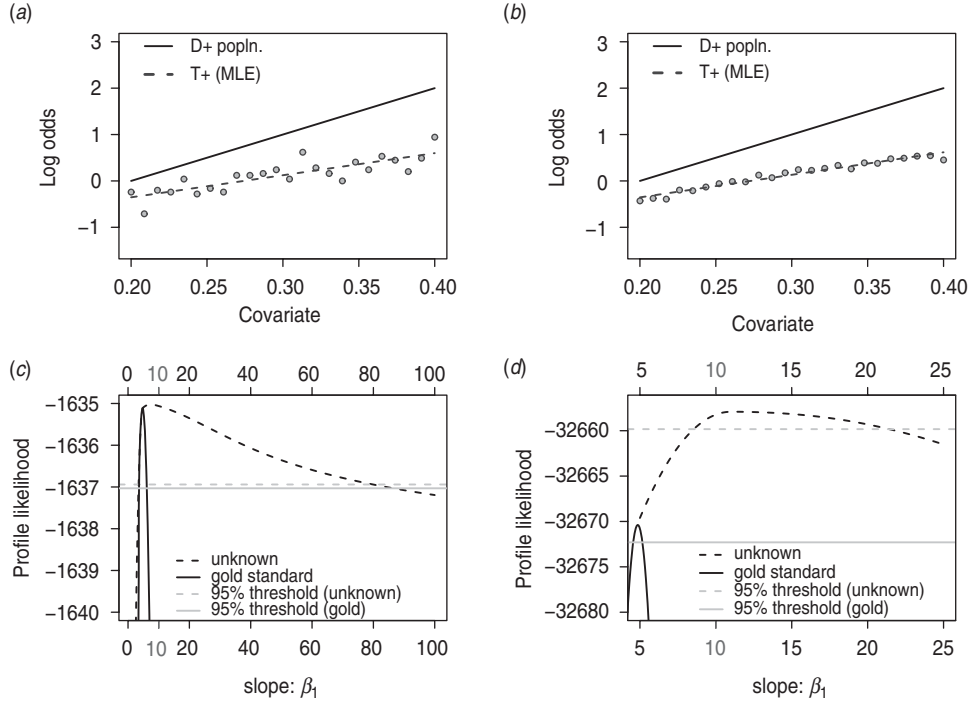 (a)
3
2
1
0
−1
Log odds
D+ popln.
T+ (MLE)
0.20 0.25 0.30 0.35 0.40
Covariate
(b)
3
2
1
0
−1
Log odds
D+ popln.
T+ (MLE)
0.20 0.25 0.30 0.35 0.40
Covariate
(c)
0 10 20 40 60 80 100
−1635
−1636
−1637
−1638
−1639
−1640
Profile likelihood
unknown
gold standard
95% threshold (unknown)
95% threshold (gold)
0 10 20 40 60 80 100
slope: β1
(d)
5 10 15 20 25
−32660
−32665
−32670
−32675
−32680
Profile likelihood
unknown
gold standard
95% threshold (unknown)
95% threshold (gold)
5 10 15 20 25
slope: β1